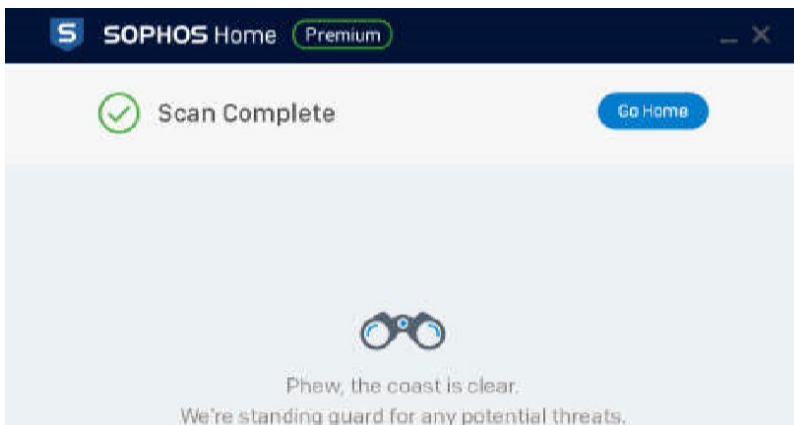 S SOPHOS Home Premium
Scan Complete
Go Home
Phew, the coast is clear.
We're standing guard for any potential threats.